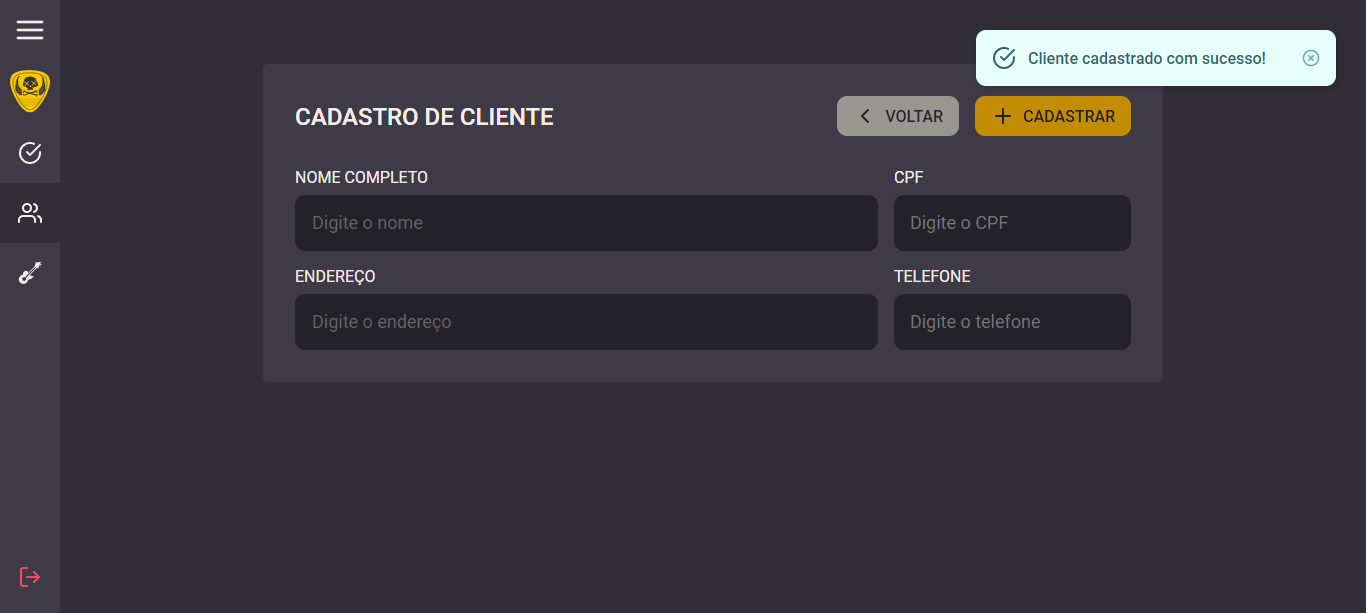 Cliente cadastrado com sucesso!
CADASTRO DE CLIENTE
VOLTAR
CADASTRAR
NOME COMPLETO
CPF
Digite o nome
Digite o CPF
ENDEREÇO
TELEFONE
Digite o endereço
Digite o telefone